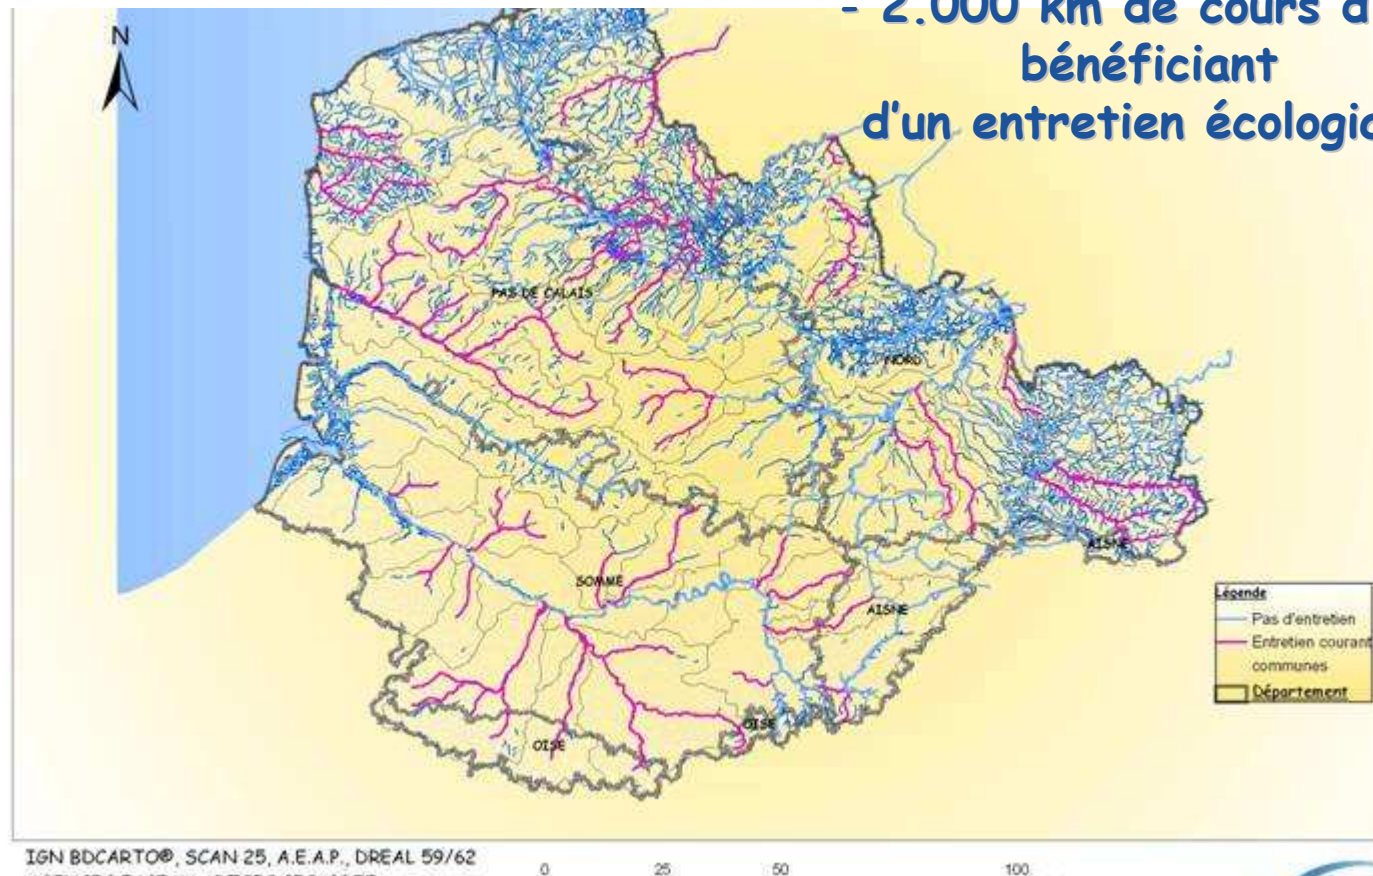 - 2.000 km de cours d
bénéficiant
d'un entretien écologic
N
PAS DE CALAIS
NORD
AISNE
SOMME
AISNE
OISE
OISE
Légende
Pas d'entretien
Entretien courant
communes
Département
IGN BDCARTO®, SCAN 25, A.E.A.P., DREAL 59/62
0 25 50 100